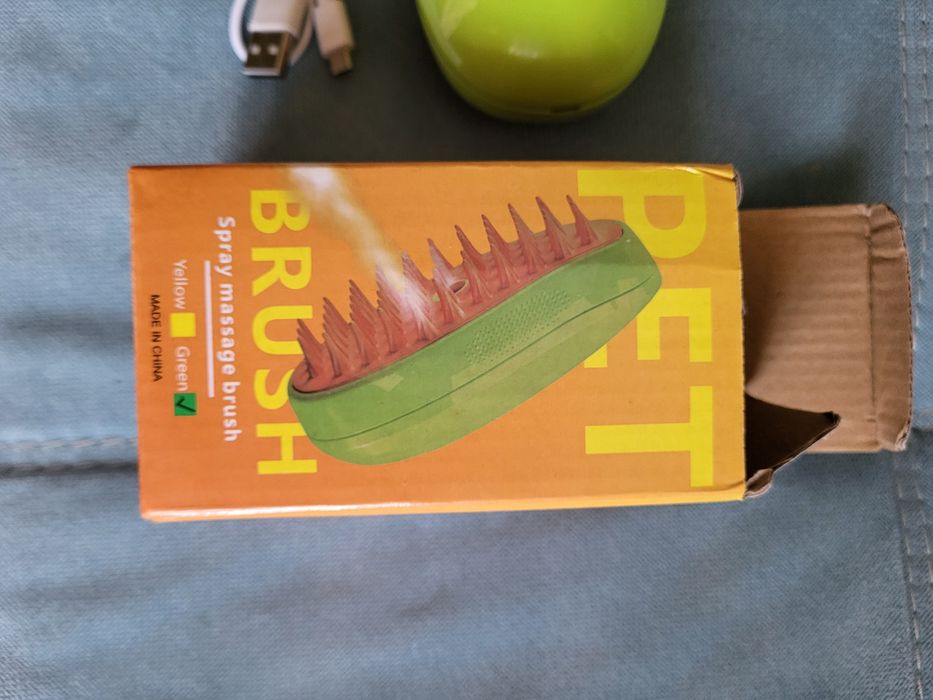 PET
BRUSH
Spray massage brush
Yellow Green
MADE IN CHINA